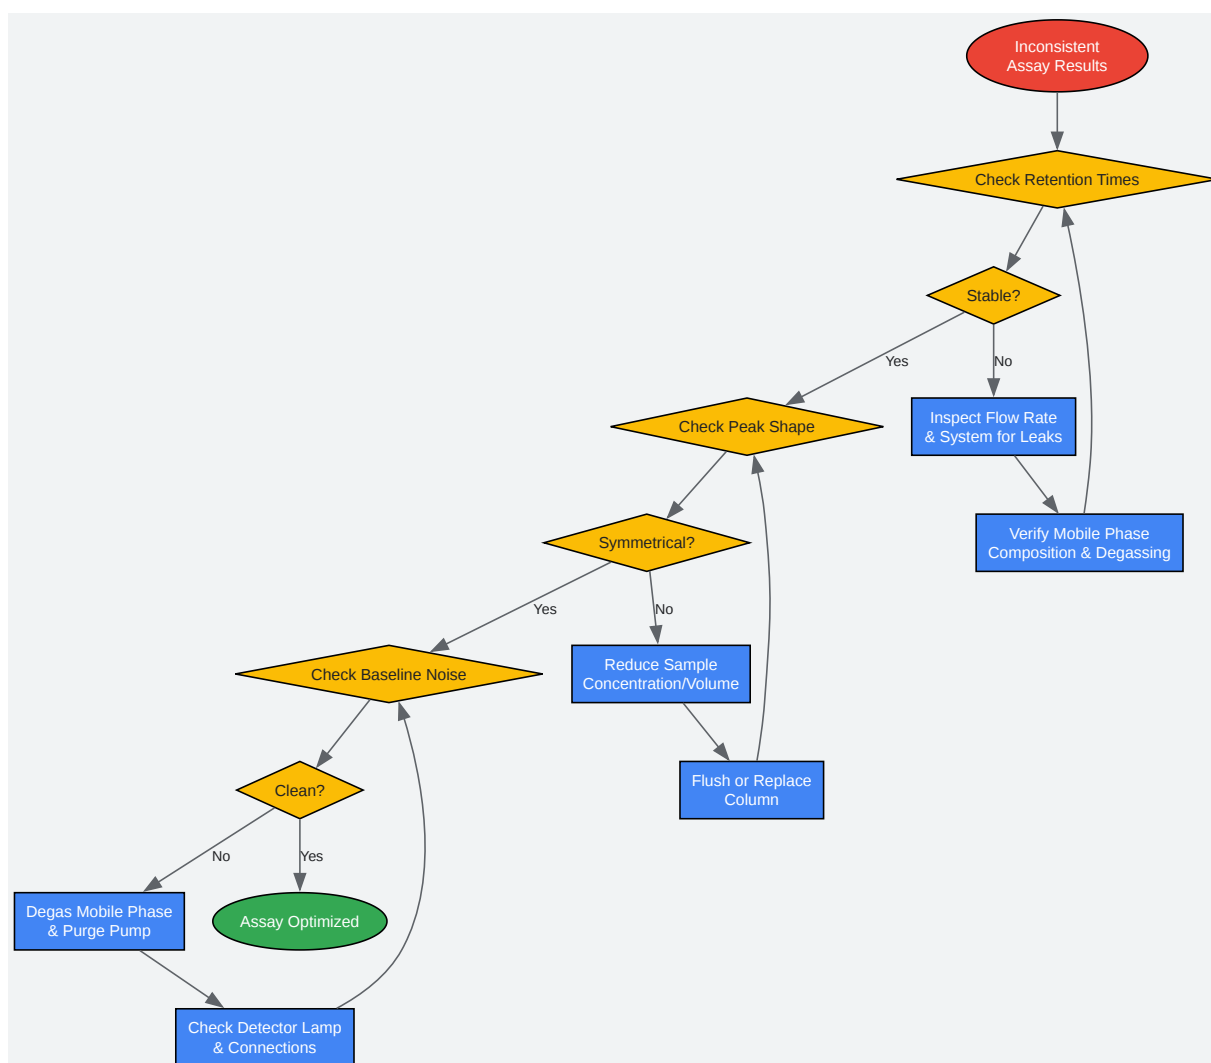 Inconsistent
Assay Results
Check Retention Times
Stable?
Yes
No
Check Peak Shape
Inspect Flow Rate
& System for Leaks
Symmetrical?
Verify Mobile Phase
Composition & Degassing
Yes
No
Check Baseline Noise
Reduce Sample
Concentration/Volume
Clean?
Flush or Replace
Column
No
Yes
Degas Mobile Phase
& Purge Pump
Assay Optimized
Check Detector Lamp
& Connections